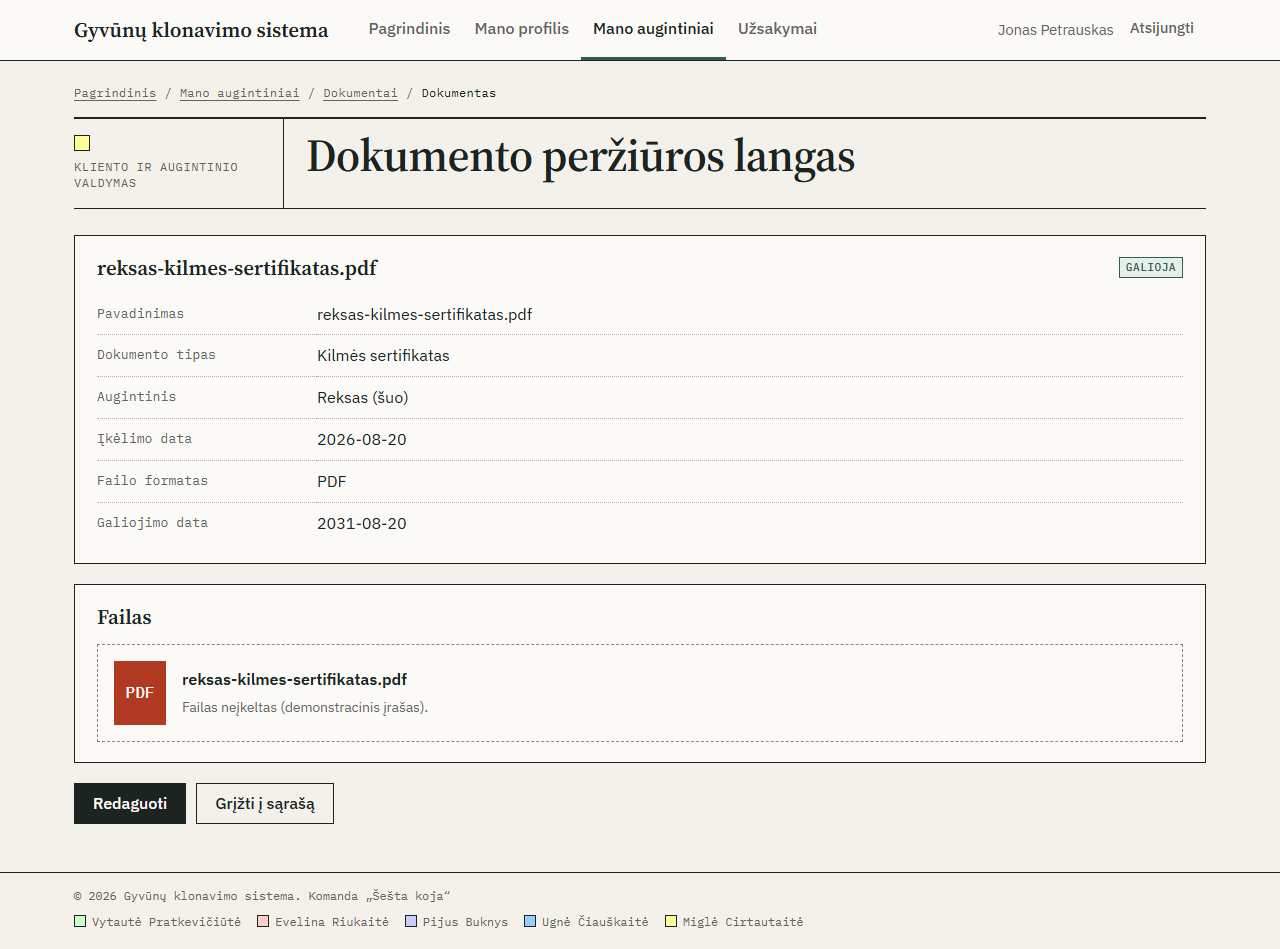 Gyvūnų klonavimo sistema Pagrindinis Mano profilis Mano augintiniai Užsakymai Jonas Petrauskas Atsijungti
Pagrindinis / Mano augintiniai / Dokumentai / Dokumentas
KLIENTO IR AUGINTINIO
VALDYMAS
Dokumento peržiūros langas
reksas-kilmes-sertifikatas.pdf GALIOJA
Pavadinimas reksas-kilmes-sertifikatas.pdf
Dokumento tipas Kilmės sertifikatas
Augintinis Reksas (šuo)
Įkėlimo data 2026-08-20
Failo formatas PDF
Galiojimo data 2031-08-20
Failas
PDF
reksas-kilmes-sertifikatas.pdf
Failas neįkeltas (demonstracinis įrašas).
Redaguoti Grįžti į sąrašą
© 2026 Gyvūnų klonavimo sistema. Komanda „Šešta koja“
Vytautė Pratkevičiūtė Evelina Riukaitė Pijus Buknys Ugnė Čiauškaitė Miglė Cirtautaitė